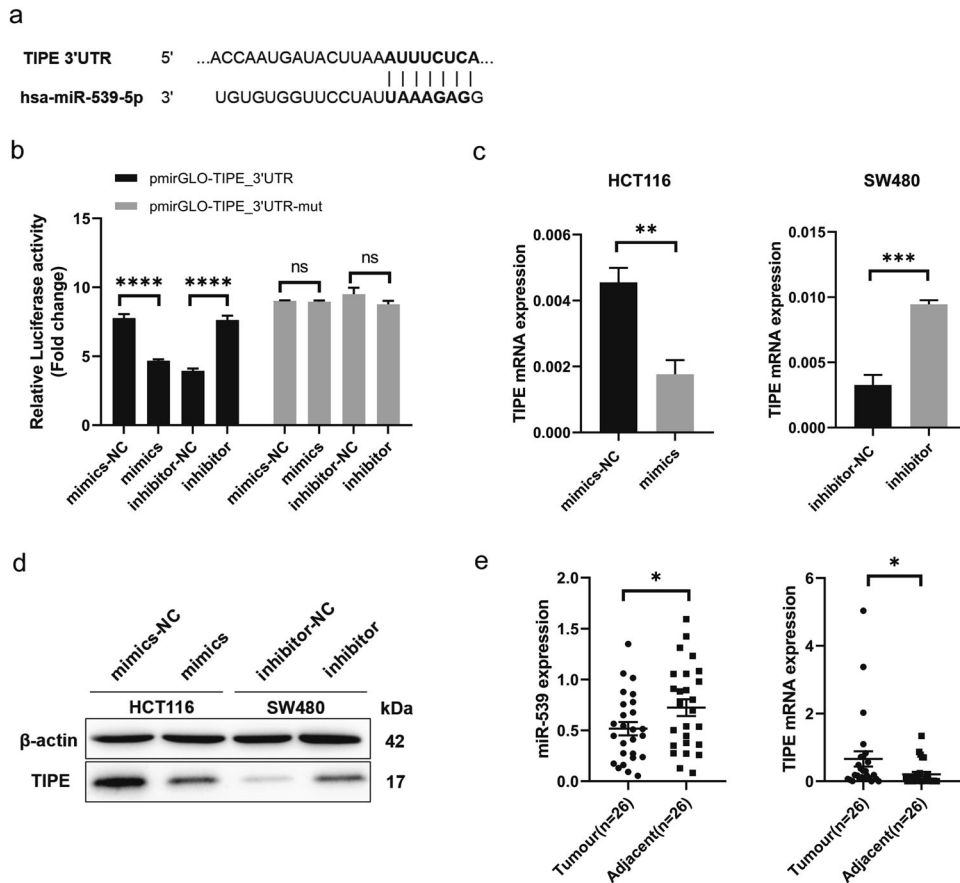 a
TIPE 3'UTR 5' ...ACCAAUGAUACUUAAAUUUCUCA...
hsa-miR-539-5p 3' UGUGUGGUUCCUAUUAAAGAGG
b
pmirGLO-TIPE_3'UTR
pmirGLO-TIPE_3'UTR-mut
Relative Luciferase activity
(Fold change)
15
10
5
0
****
****
ns
ns
mimics-NC
mimics
inhibitor-NC
inhibitor
mimics-NC
mimics
inhibitor-NC
inhibitor
c
HCT116
TIPE mRNA expression
0.006
0.004
0.002
0.000
**
mimics-NC
mimics
SW480
TIPE mRNA expression
0.015
0.010
0.005
0.000
***
inhibitor-NC
inhibitor
d
mimics-NC
mimics
inhibitor-NC
inhibitor
HCT116 SW480 kDa
β-actin 42
TIPE 17
e
miR-539 expression
2.0
1.5
1.0
0.5
0.0
*
Tumour(n=26)
Adjacent(n=26)
TIPE mRNA expression
6
4
2
0
*
Tumour(n=26)
Adjacent(n=26)